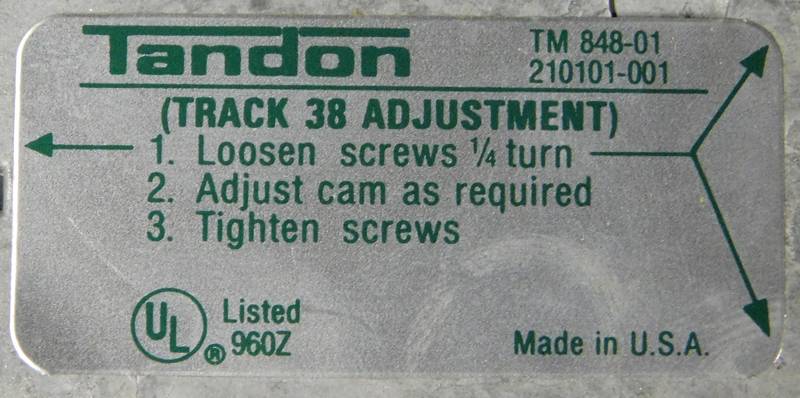 Tandon
TM 848-01
210101-001
(TRACK 38 ADJUSTMENT)
1. Loosen screws ¼ turn
2. Adjust cam as required
3. Tighten screws
UL® Listed
960Z
Made in U.S.A.